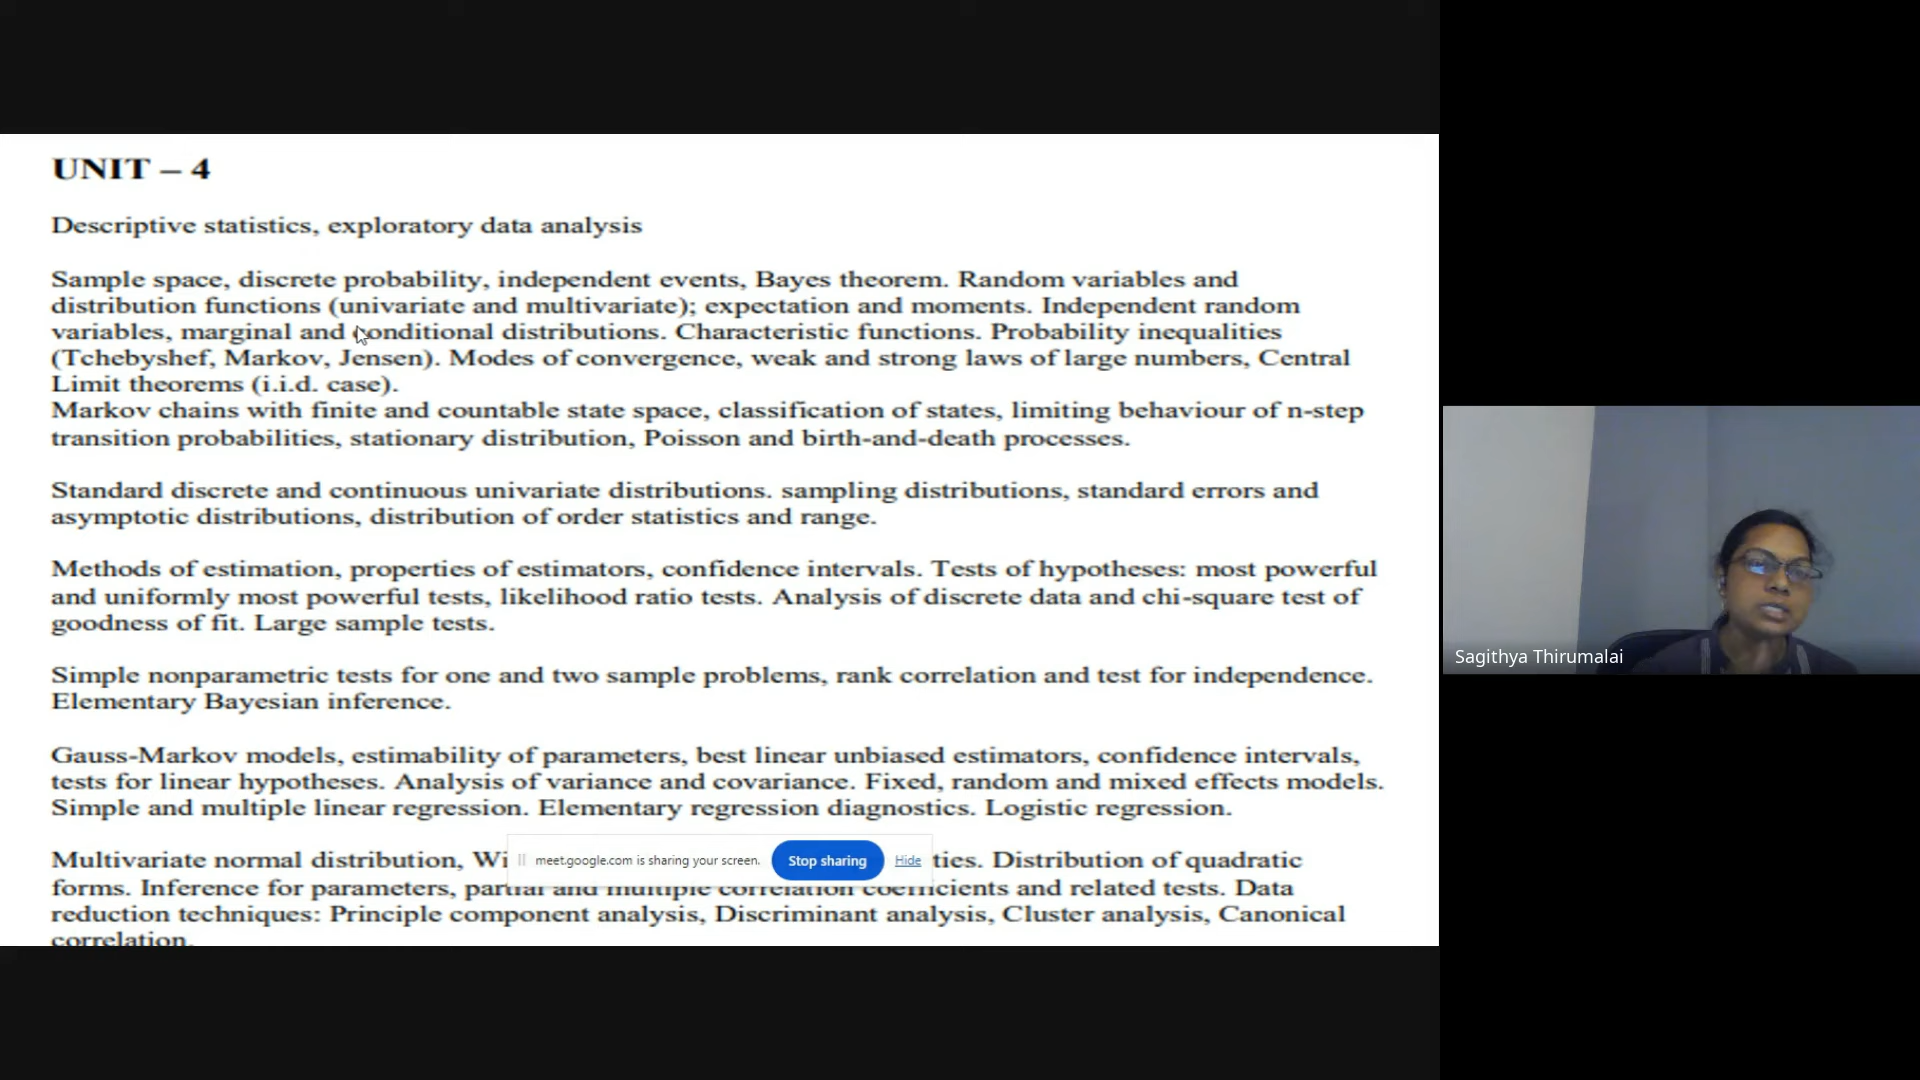 UNIT – 4
Descriptive statistics, exploratory data analysis
Sample space, discrete probability, independent events, Bayes theorem. Random variables and
distribution functions (univariate and multivariate); expectation and moments. Independent random
variables, marginal and conditional distributions. Characteristic functions. Probability inequalities
(Tchebyshef, Markov, Jensen). Modes of convergence, weak and strong laws of large numbers, Central
Limit theorems (i.i.d. case).
Markov chains with finite and countable state space, classification of states, limiting behaviour of n-step
transition probabilities, stationary distribution, Poisson and birth-and-death processes.
Standard discrete and continuous univariate distributions. sampling distributions, standard errors and
asymptotic distributions, distribution of order statistics and range.
Methods of estimation, properties of estimators, confidence intervals. Tests of hypotheses: most powerful
and uniformly most powerful tests, likelihood ratio tests. Analysis of discrete data and chi-square test of
goodness of fit. Large sample tests.
Simple nonparametric tests for one and two sample problems, rank correlation and test for independence.
Elementary Bayesian inference.
Gauss-Markov models, estimability of parameters, best linear unbiased estimators, confidence intervals,
tests for linear hypotheses. Analysis of variance and covariance. Fixed, random and mixed effects models.
Simple and multiple linear regression. Elementary regression diagnostics. Logistic regression.
Multivariate normal distribution, Distribution of quadratic
forms. Inference for parameters, partial and multiple correlation coefficients and related tests. Data
reduction techniques: Principle component analysis, Discriminant analysis, Cluster analysis, Canonical
correlation.
meet.google.com is sharing your screen. Stop sharing Hide
Sagithya Thirumalai